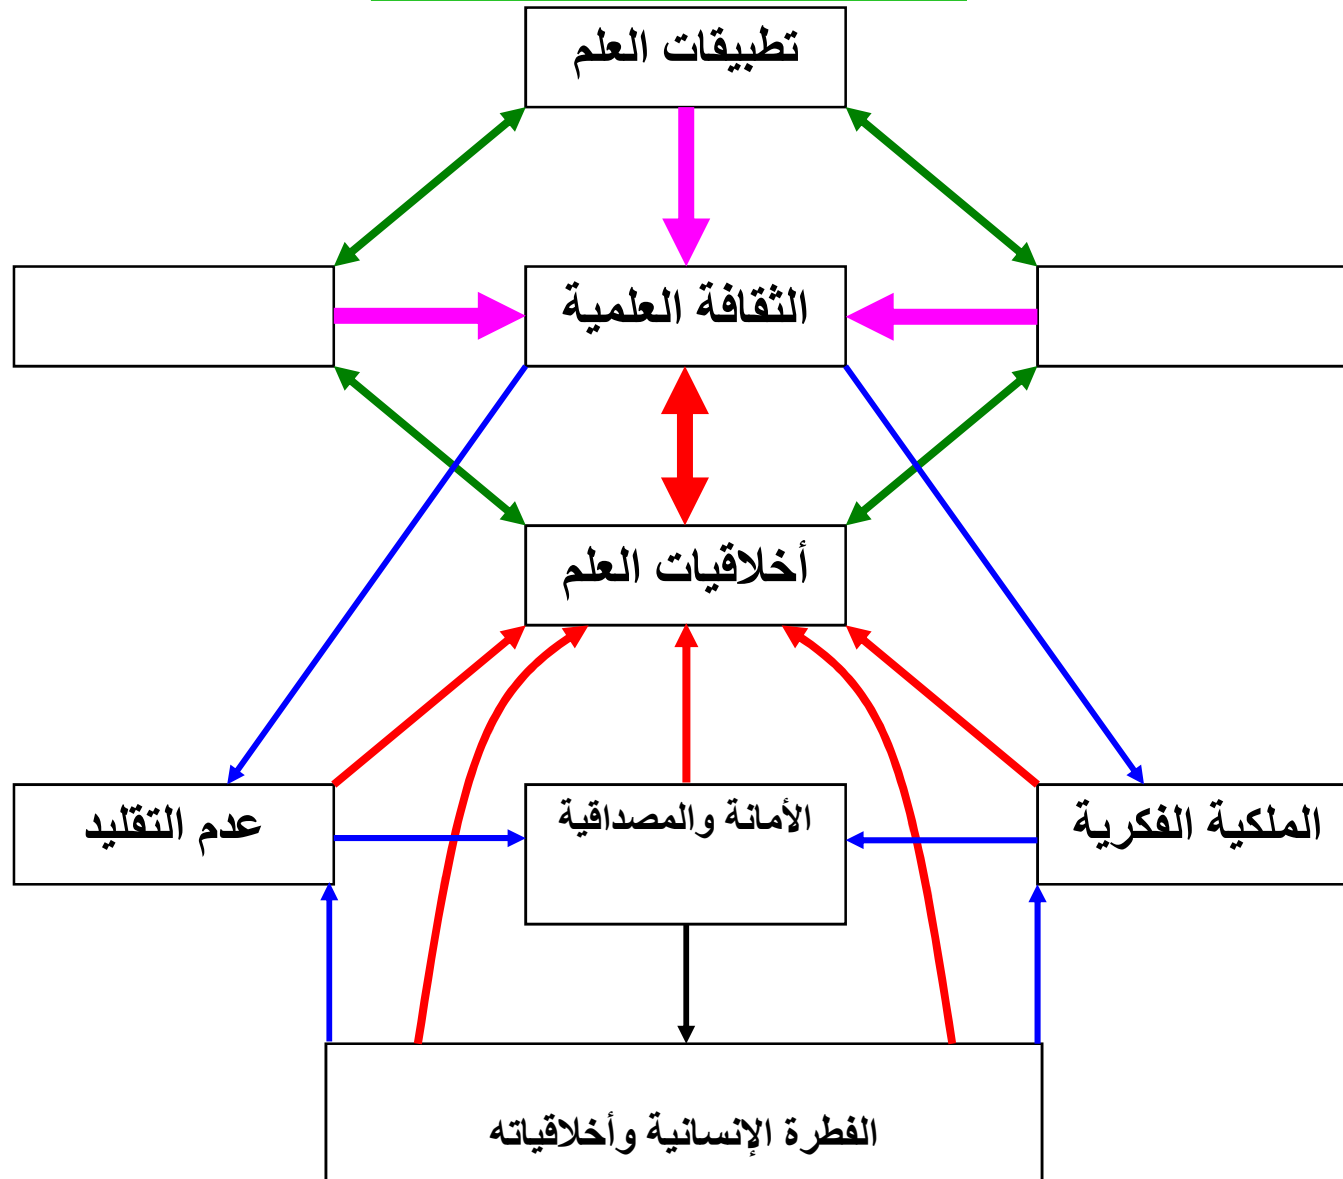 تطبيقات العلم
الثقافة العلمية
أخلاقيات العلم
الملكية الفكرية
الأمانة والمصداقية
عدم التقليد
الفطرة الإنسانية وأخلاقياته